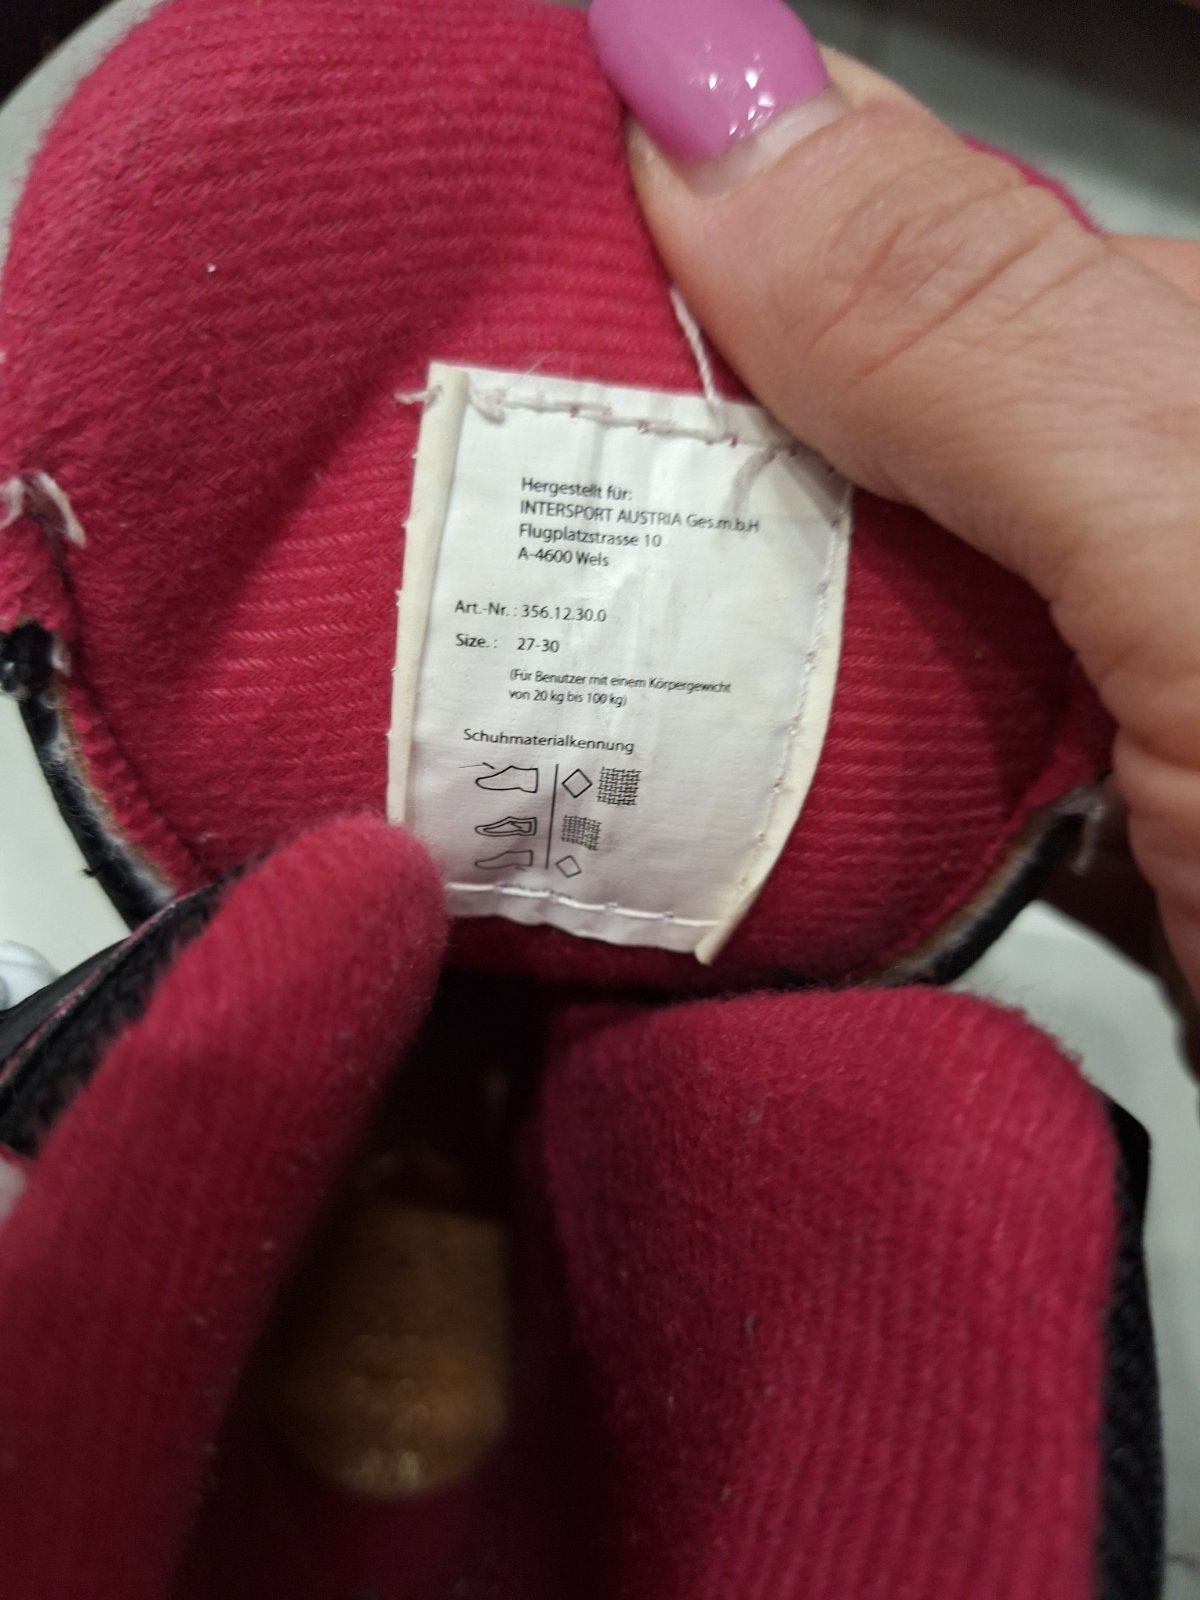 Hergestellt für:
INTERSPORT AUSTRIA Ges.m.b.H
Flugplatzstrasse 10
A-4600 Wels
Art.-Nr. : 356.12.30.0
Size. : 27-30
(Für Benutzer mit einem Körpergewicht
von 20 kg bis 100 kg)
Schuhmaterialkennung